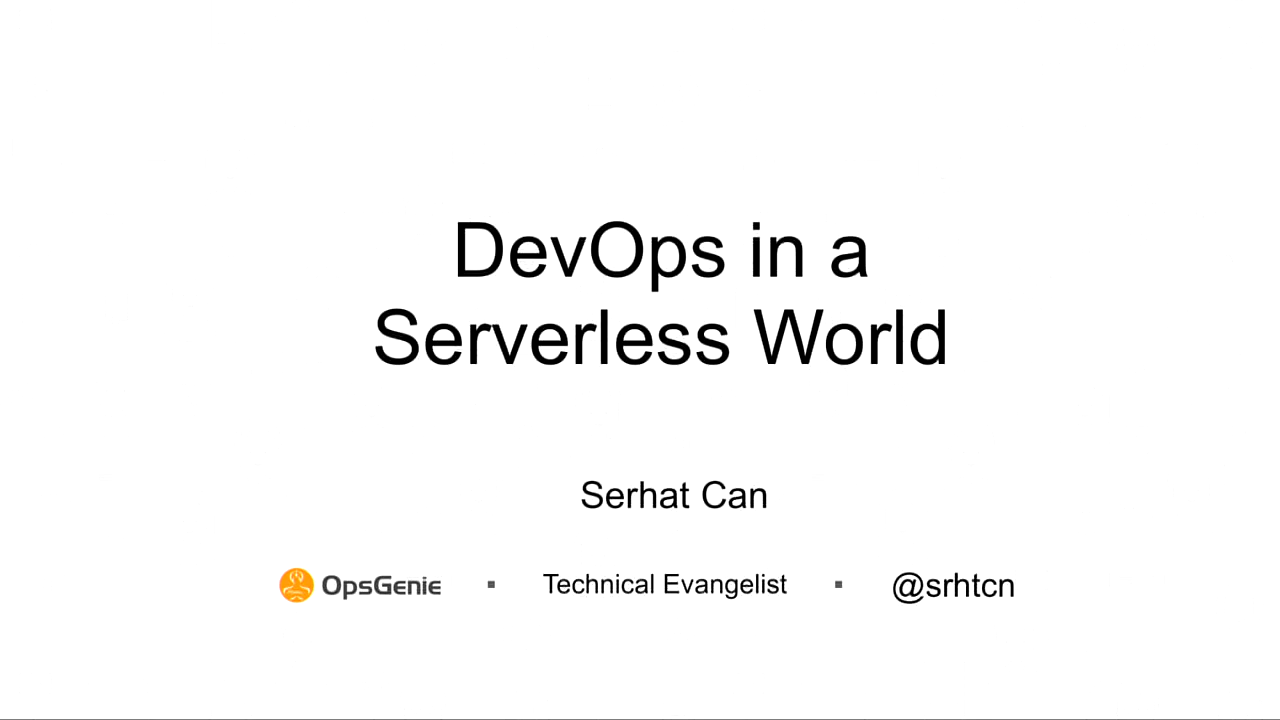 DevOps in a
Serverless World
Serhat Can
OpsGenie ▪ Technical Evangelist ▪ @srhtcn